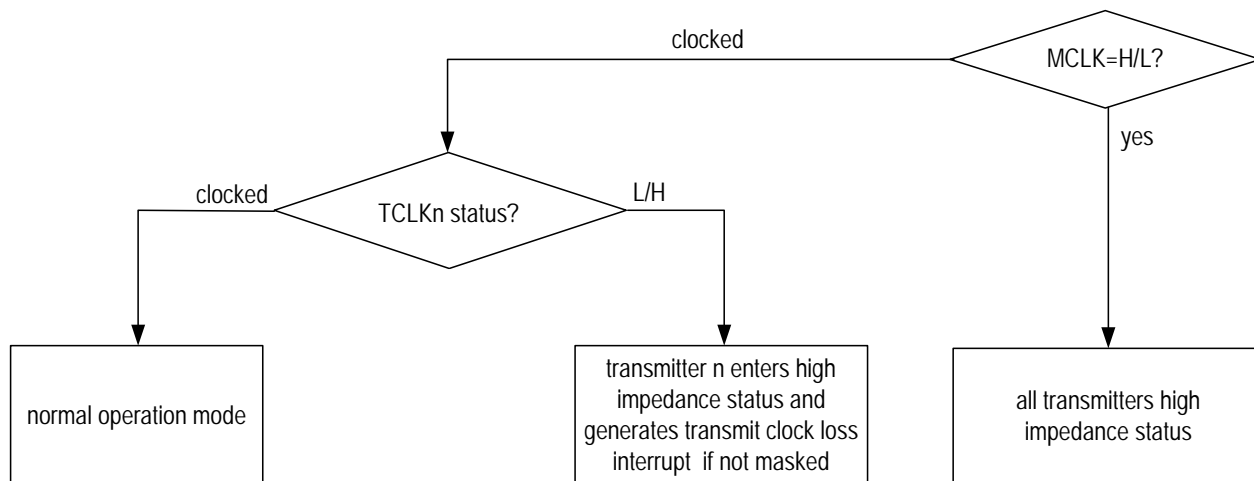 clocked
MCLK=H/L?
yes
clocked
TCLKn status?
L/H
normal operation mode
transmitter n enters high
impedance status and
generates transmit clock loss
interrupt if not masked
all transmitters high
impedance status